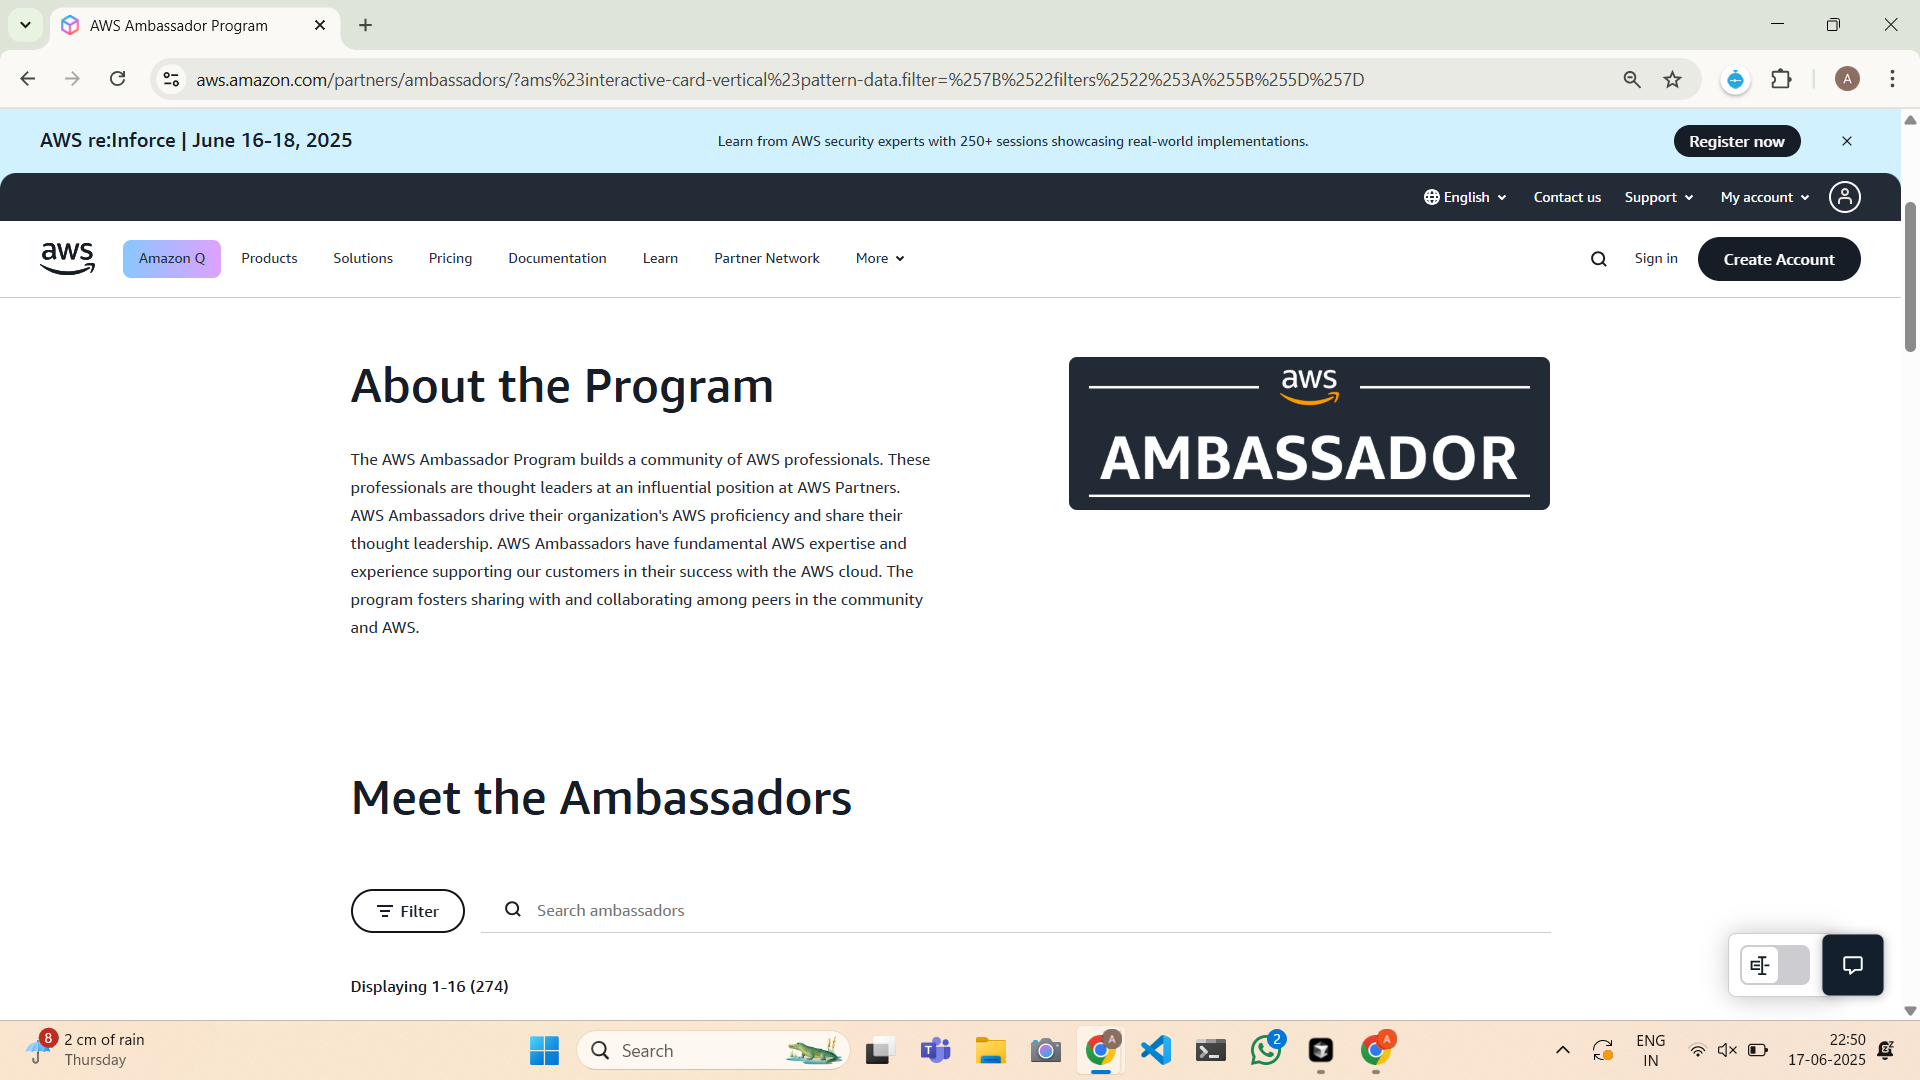 AWS Ambassador Program
aws.amazon.com/partners/ambassadors/?ams%23interactive-card-vertical%23pattern-data.filter=%257B%2522filters%2522%253A%255B%255D%257D
A
AWS re:Inforce | June 16-18, 2025
Learn from AWS security experts with 250+ sessions showcasing real-world implementations.
Register now
English
Contact us
Support
My account
aws
Amazon Q
Products
Solutions
Pricing
Documentation
Learn
Partner Network
More
Sign in
Create Account
About the Program
The AWS Ambassador Program builds a community of AWS professionals. These
professionals are thought leaders at an influential position at AWS Partners.
AWS Ambassadors drive their organization's AWS proficiency and share their
thought leadership. AWS Ambassadors have fundamental AWS expertise and
experience supporting our customers in their success with the AWS cloud. The
program fosters sharing with and collaborating among peers in the community
and AWS.
aws
AMBASSADOR
Meet the Ambassadors
Filter
Search ambassadors
Displaying 1-16 (274)
8
2 cm of rain
Thursday
Search
A
2
A
ENG
IN
22:50
17-06-2025